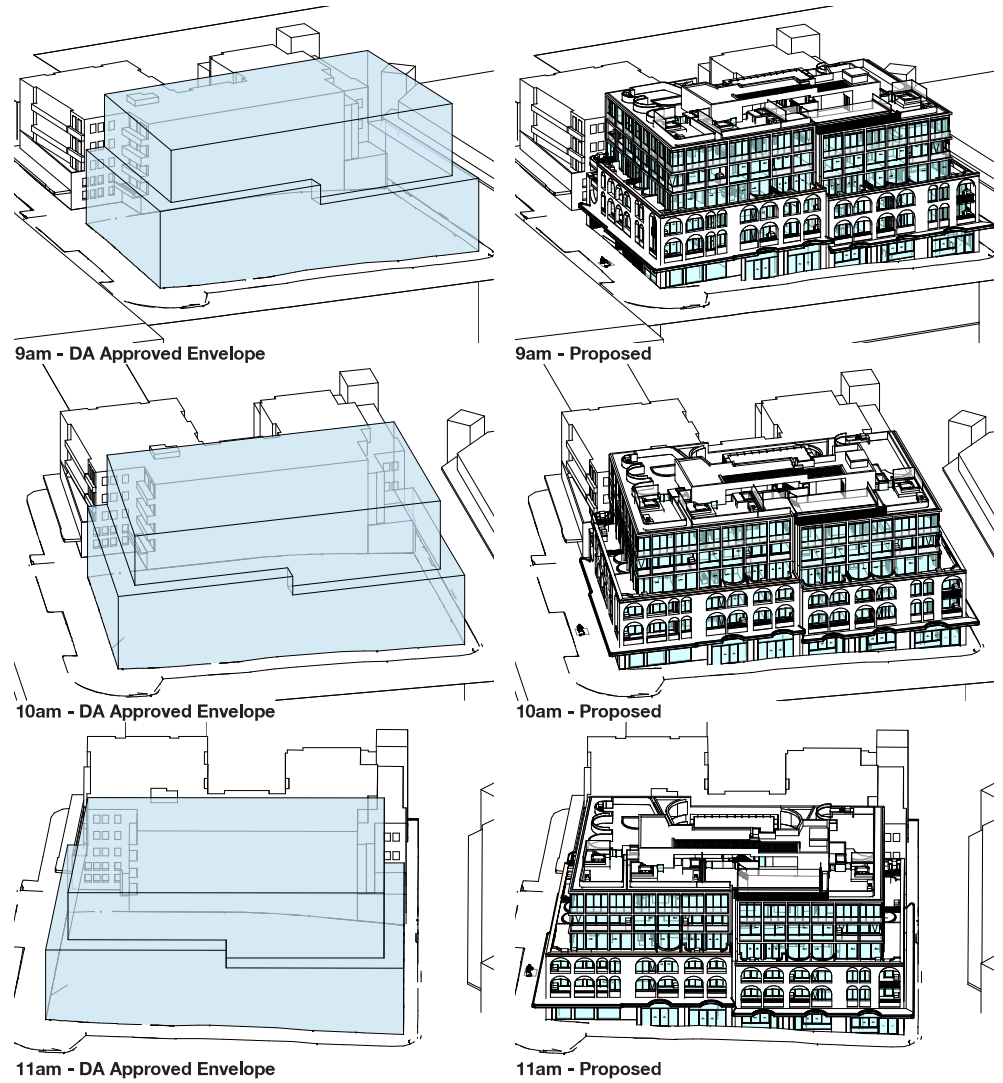 9am - DA Approved Envelope
9am - Proposed
10am - DA Approved Envelope
10am - Proposed
11am - DA Approved Envelope
11am - Proposed